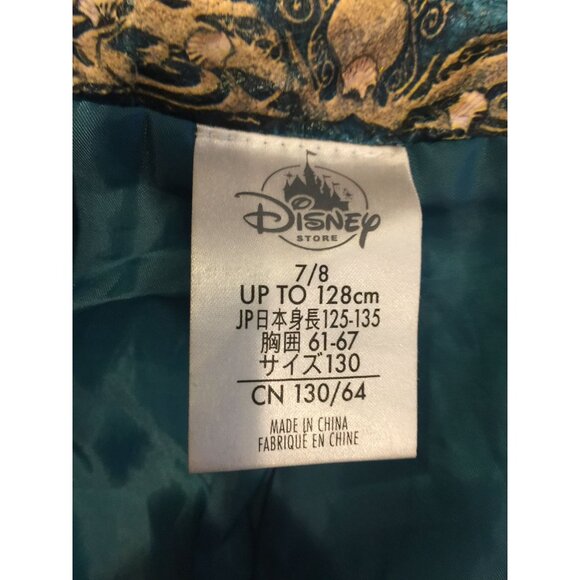 DISNEY
STORE
7/8
UP TO 128cm
JP日本身長125-135
胸囲 61-67
サイズ130
CN 130/64
MADE IN CHINA
FABRIQUÉ EN CHINE